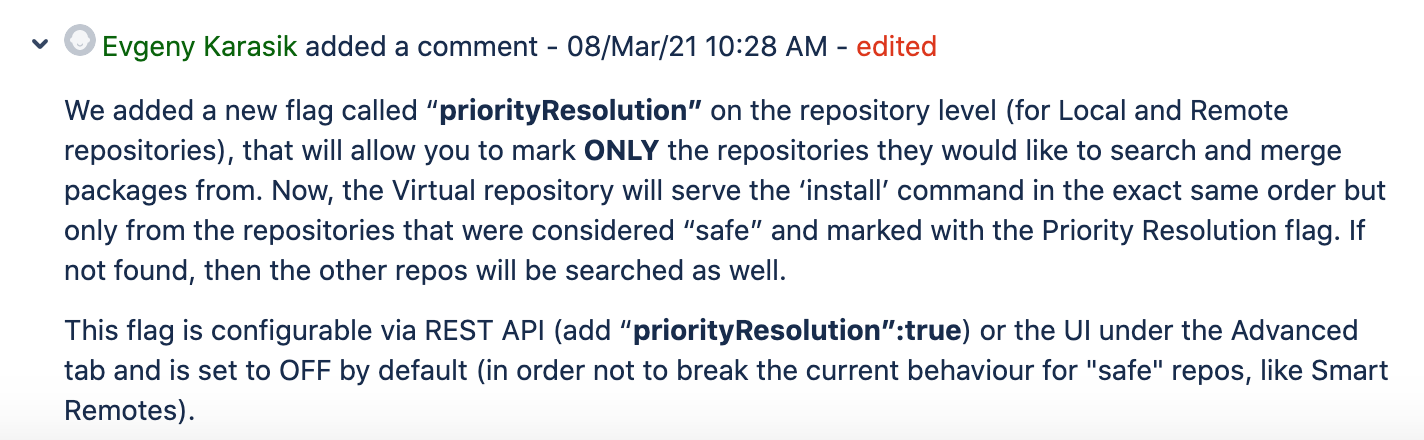 Evgeny Karasik added a comment - 08/Mar/21 10:28 AM - edited
We added a new flag called “priorityResolution” on the repository level (for Local and Remote
repositories), that will allow you to mark ONLY the repositories they would like to search and merge
packages from. Now, the Virtual repository will serve the ‘install’ command in the exact same order but
only from the repositories that were considered “safe” and marked with the Priority Resolution flag. If
not found, then the other repos will be searched as well.
This flag is configurable via REST API (add “priorityResolution”:true) or the UI under the Advanced
tab and is set to OFF by default (in order not to break the current behaviour for "safe" repos, like Smart
Remotes).